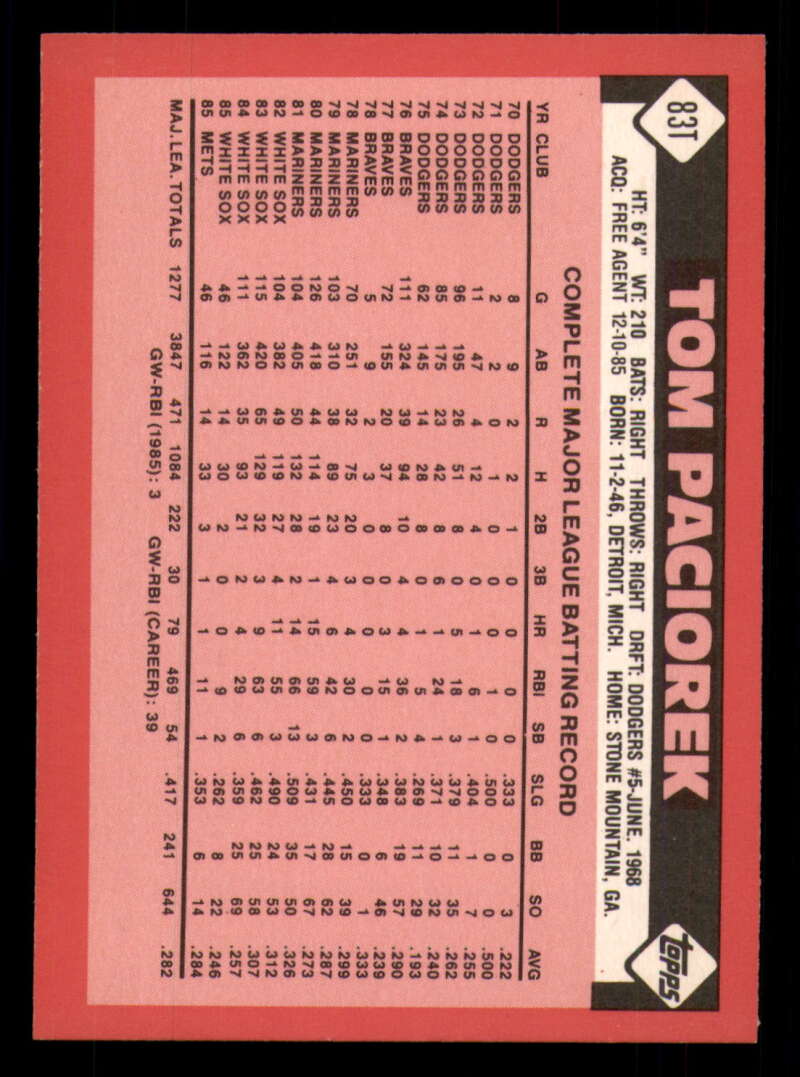 83T
TOM PACIOREK
topps
HT: 6'4" WT: 210 BATS: RIGHT THROWS: RIGHT DRFT: DODGERS #5-JUNE, 1968
ACQ: FREE AGENT 12-10-85 BORN: 11-2-46, DETROIT, MICH. HOME: STONE MOUNTAIN, GA.
COMPLETE MAJOR LEAGUE BATTING RECORD
YR CLUB G AB R H 2B 3B HR RBI SB SLG BB SO AVG
70 DODGERS 8 9 2 2 1 0 0 0 0 .333 0 3 .222
71 DODGERS 2 2 0 1 0 0 0 1 0 .500 0 0 .500
72 DODGERS 11 47 4 12 4 0 1 6 1 .404 1 7 .255
73 DODGERS 96 195 26 51 8 0 5 18 3 .379 11 35 .262
74 DODGERS 85 175 23 42 8 6 1 24 1 .371 10 32 .240
75 DODGERS 62 145 14 28 8 0 1 5 4 .269 11 29 .193
76 BRAVES 111 324 39 94 10 4 4 36 2 .383 19 57 .290
77 BRAVES 72 155 20 37 8 0 3 15 1 .348 6 46 .239
78 BRAVES 5 9 2 3 0 0 0 0 0 .333 0 1 .333
78 MARINERS 70 251 32 75 20 3 4 30 2 .450 15 39 .299
79 MARINERS 103 310 38 89 23 4 6 42 6 .445 28 62 .287
80 MARINERS 126 418 44 114 19 1 15 59 3 .431 17 67 .273
81 MARINERS 104 405 50 132 28 2 14 66 13 .509 35 50 .326
82 WHITE SOX 104 382 49 119 27 4 11 55 3 .490 24 53 .312
83 WHITE SOX 115 420 65 129 32 3 9 63 6 .462 25 58 .307
84 WHITE SOX 111 362 35 93 21 2 4 29 6 .359 25 69 .257
85 WHITE SOX 46 122 14 30 2 0 0 9 2 .262 8 22 .246
85 METS 46 116 14 33 3 1 1 11 1 .353 6 14 .284
MAJ. LEA. TOTALS 1277 3847 471 1084 222 30 79 469 54 .417 241 644 .282
GW-RBI (1985): 3 GW-RBI (CAREER): 39